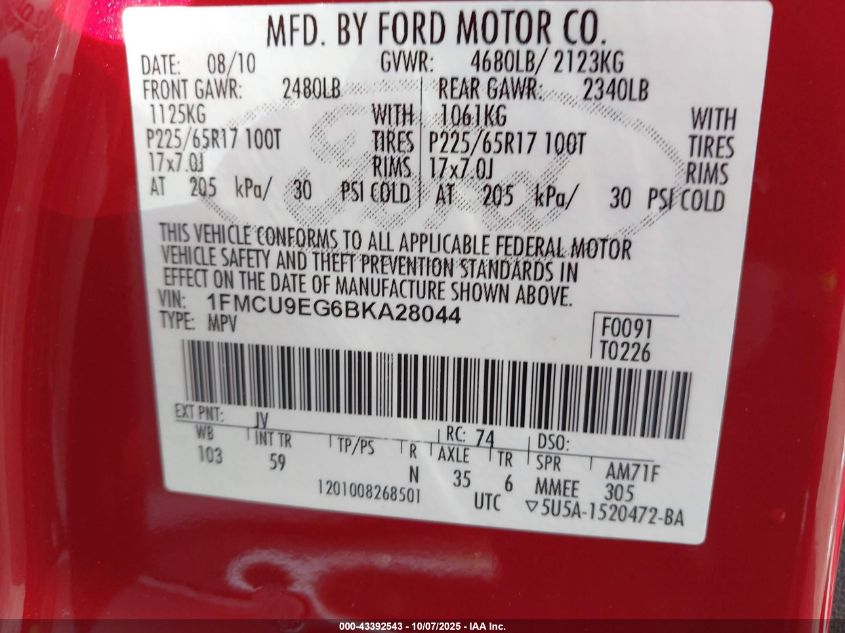 MFD. BY FORD MOTOR CO.
DATE: 08/10 GVWR: 4680LB/ 2123KG
FRONT GAWR: 2480LB REAR GAWR: 2340LB
1125KG WITH 1061KG WITH
P225/65R17 100T TIRES P225/65R17 100T TIRES
17x7.0J RIMS 17x7.0J RIMS
AT 205 kPa/ 30 PSI COLD AT 205 kPa/ 30 PSI COLD
Ford
THIS VEHICLE CONFORMS TO ALL APPLICABLE FEDERAL MOTOR
VEHICLE SAFETY AND THEFT PREVENTION STANDARDS IN
EFFECT ON THE DATE OF MANUFACTURE SHOWN ABOVE.
VIN: 1FMCU9EG6BKA28044
TYPE: MPV
F0091
T0226
EXT PNT: JV RC: 74 DSO:
WB INT TR TP/PS R AXLE TR SPR AM71F
103 59 N 35 6 MMEE 305
1201008268501 UTC ▽5U5A-1520472-BA
000-43392543 - 10/07/2025 - IAA Inc.